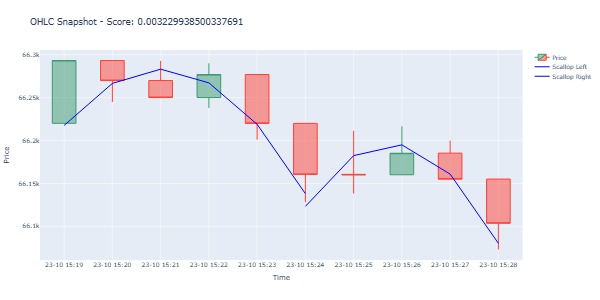 OHLC Snapshot - Score: 0.003229938500337691
Price
Scallop Left
Scallop Right
66.3k
66.25k
66.2k
66.15k
66.1k
Price
23-10 15:19 23-10 15:20 23-10 15:21 23-10 15:22 23-10 15:23 23-10 15:24 23-10 15:25 23-10 15:26 23-10 15:27 23-10 15:28
Time